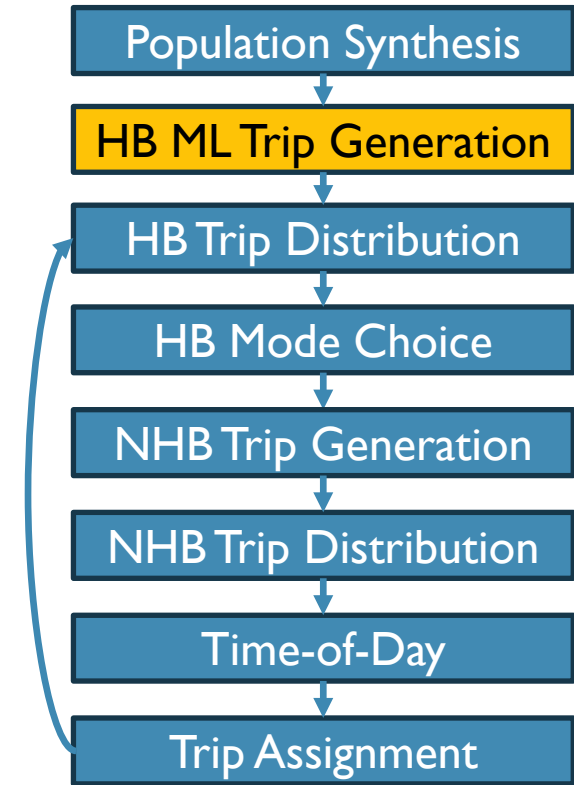 Population Synthesis
HB ML Trip Generation
HB Trip Distribution
HB Mode Choice
NHB Trip Generation
NHB Trip Distribution
Time-of-Day
Trip Assignment